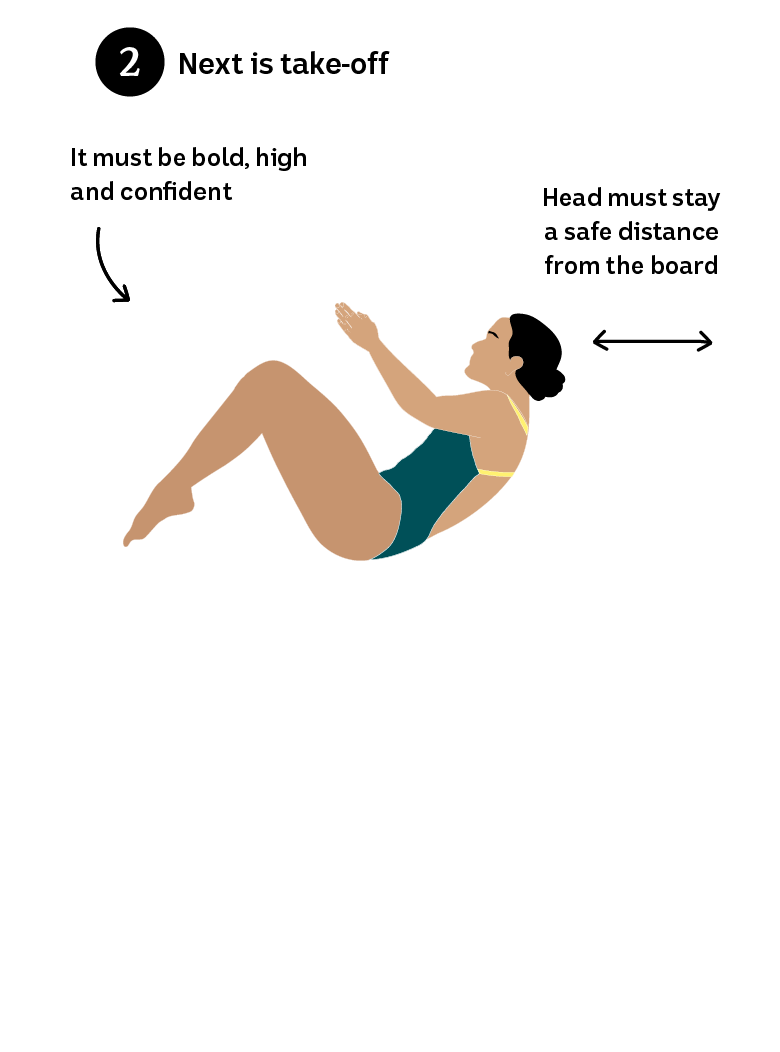 2 Next is take-off
It must be bold, high
and confident
Head must stay
a safe distance
from the board